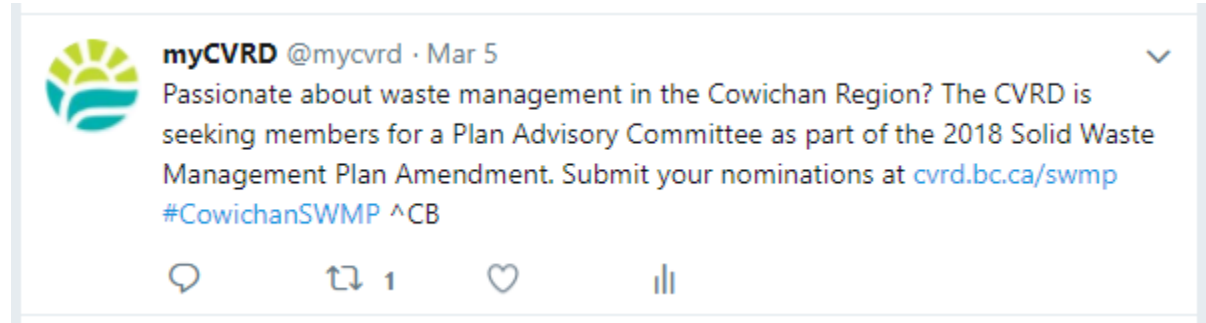 myCVRD @mycvrd · Mar 5
Passionate about waste management in the Cowichan Region? The CVRD is
seeking members for a Plan Advisory Committee as part of the 2018 Solid Waste
Management Plan Amendment. Submit your nominations at cvrd.bc.ca/swmp
#CowichanSWMP ^CB
1